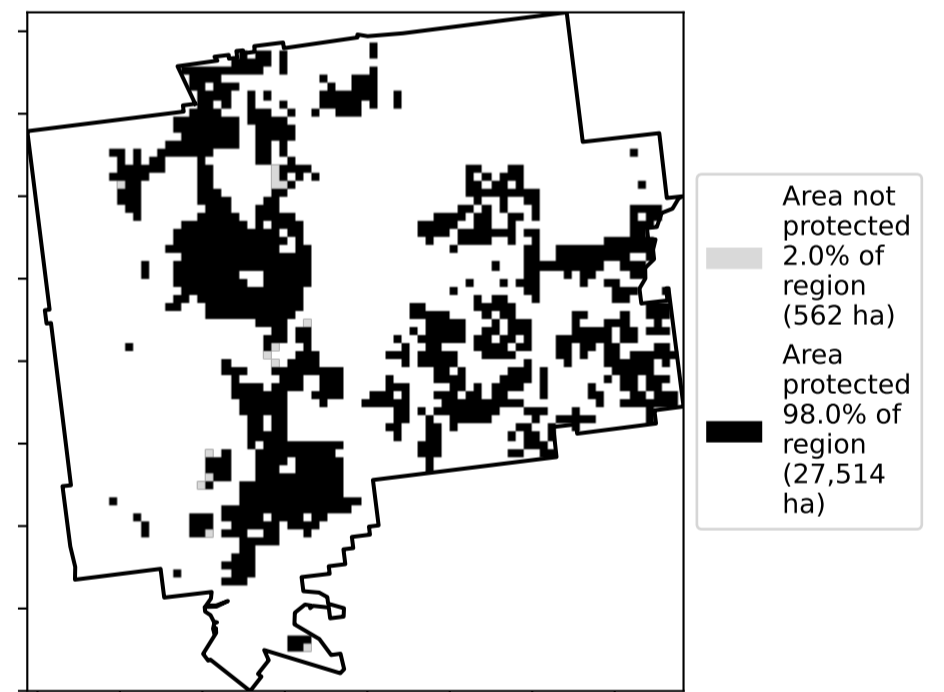 Area not
protected
2.0% of
region
(562 ha)
Area
protected
98.0% of
region
(27,514
ha)